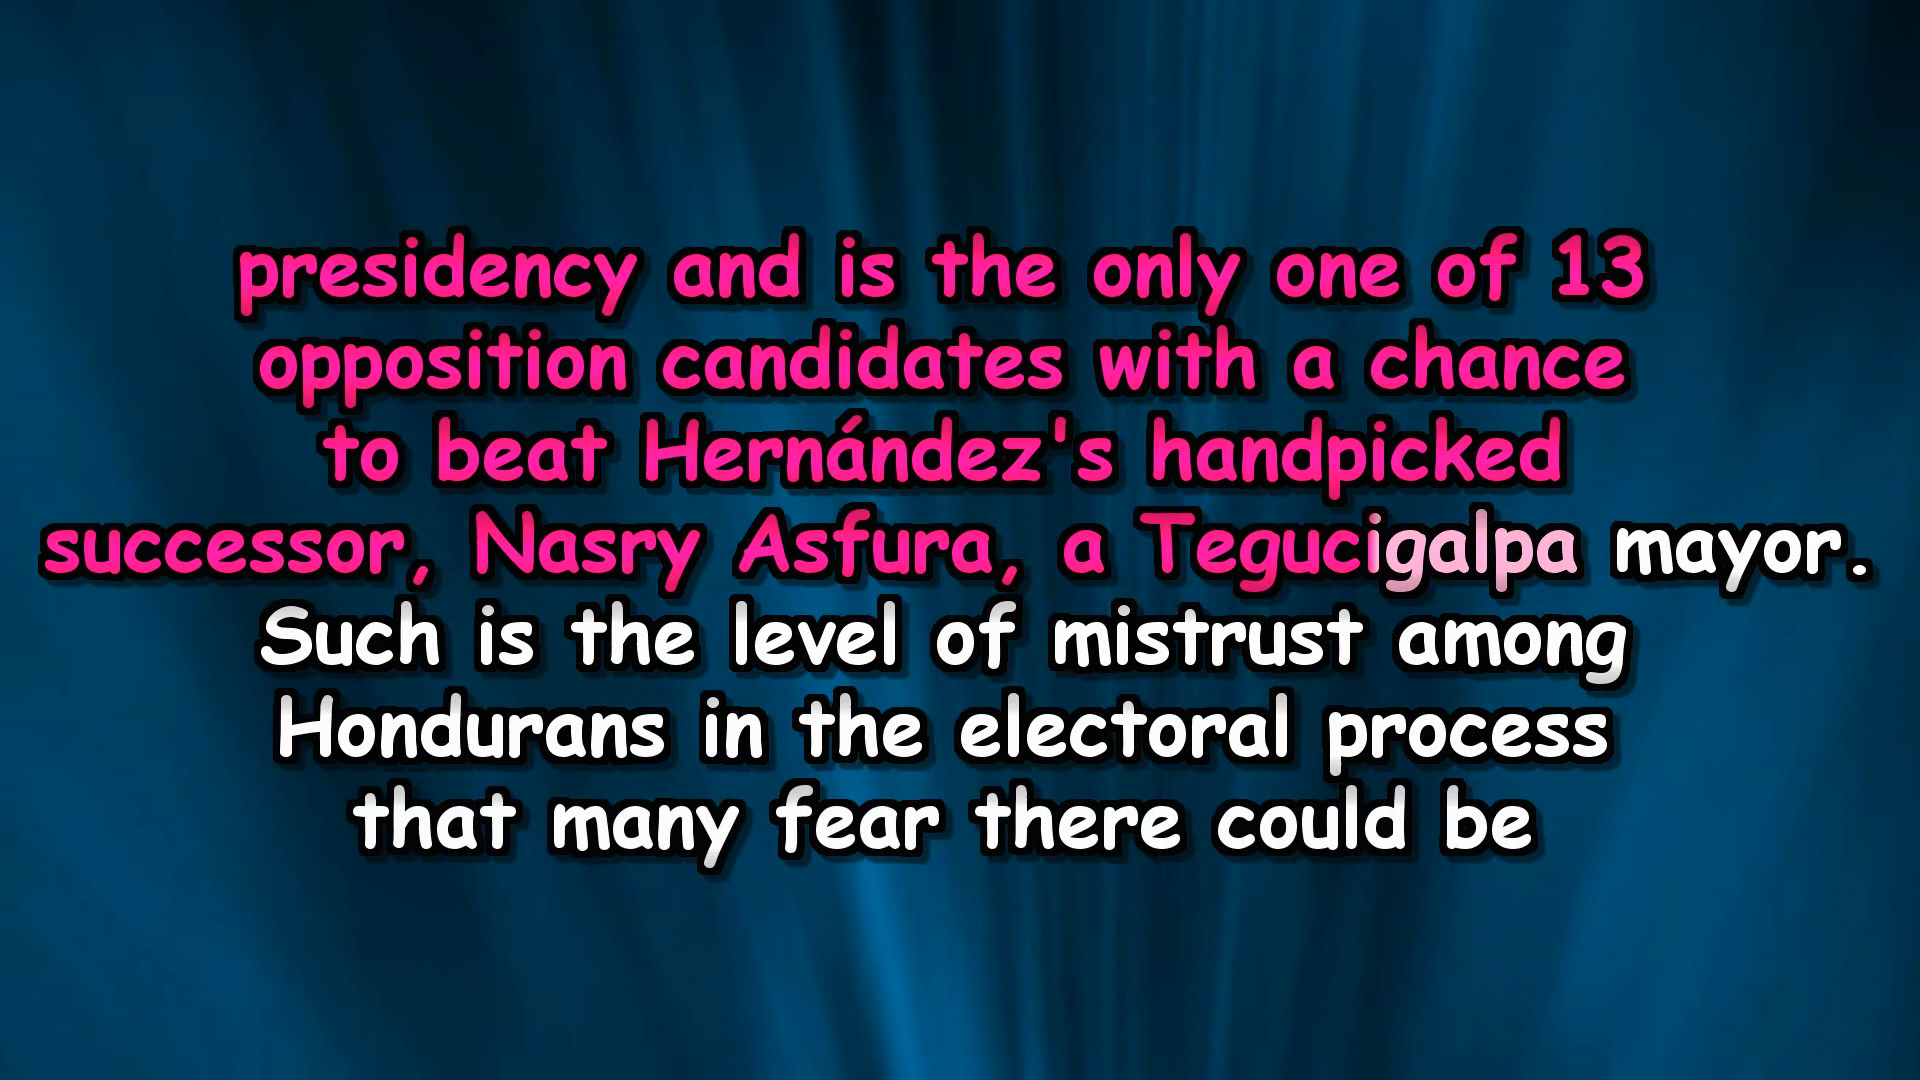 presidency and is the only one of 13
opposition candidates with a chance
to beat Hernández's handpicked
successor, Nasry Asfura, a Tegucigalpa mayor.
Such is the level of mistrust among
Hondurans in the electoral process
that many fear there could be